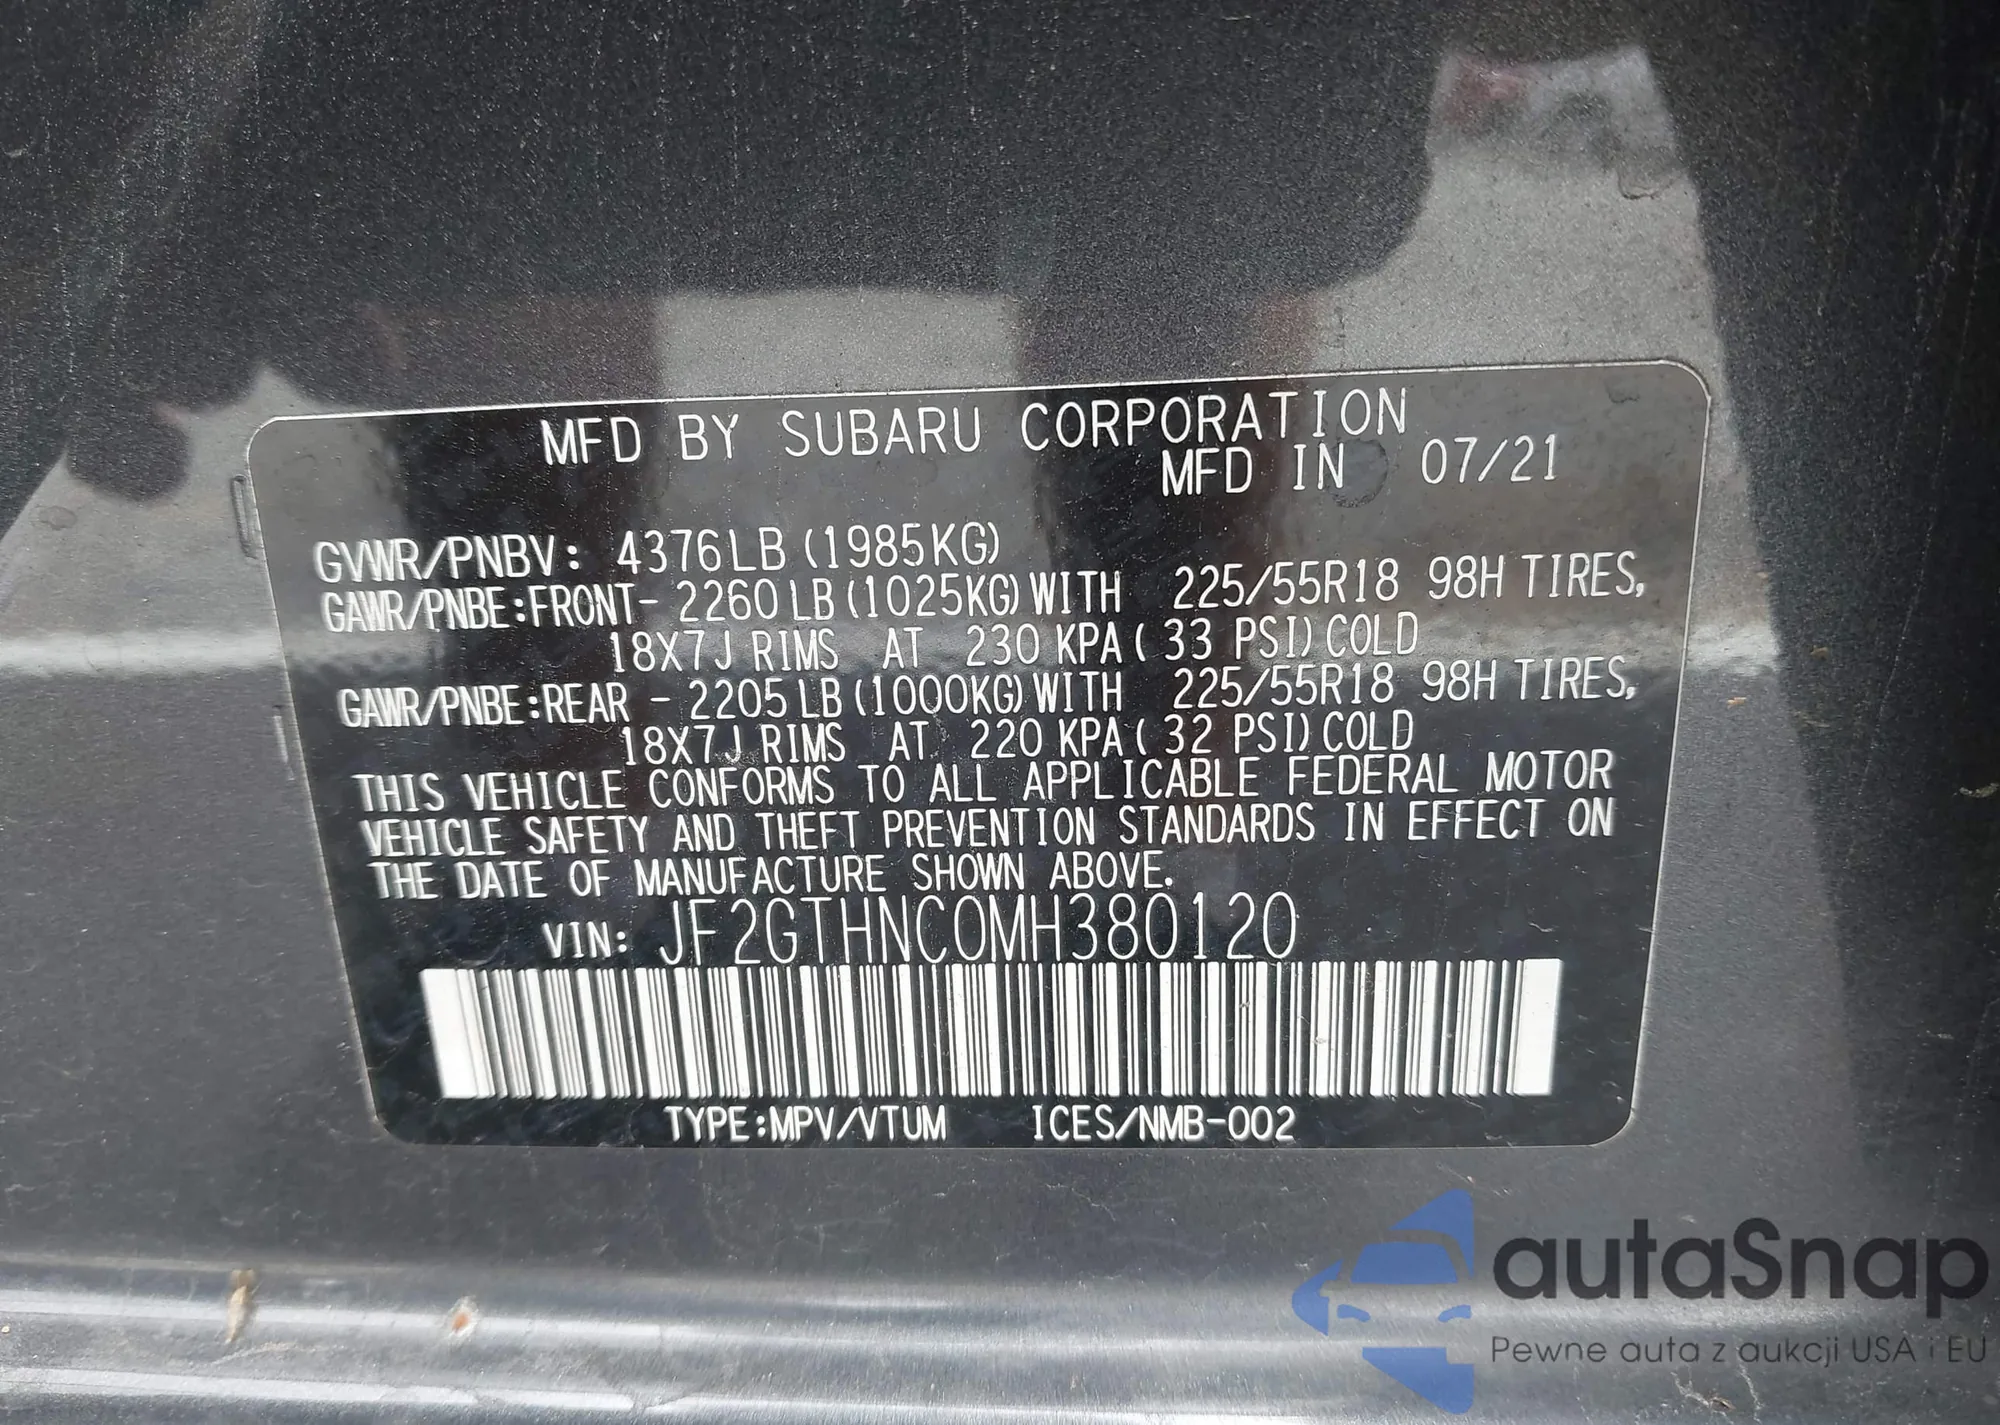 MFD BY SUBARU CORPORATION
MFD IN 07/21
GVWR/PNBV: 4376LB (1985KG)
GAWR/PNBE:FRONT- 2260LB (1025KG) WITH 225/55R18 98H TIRES,
18X7J RIMS AT 230 KPA( 33 PSI) COLD
GAWR/PNBE:REAR - 2205LB (1000KG) WITH 225/55R18 98H TIRES,
18X7J RIMS AT 220 KPA( 32 PSI) COLD
THIS VEHICLE CONFORMS TO ALL APPLICABLE FEDERAL MOTOR
VEHICLE SAFETY AND THEFT PREVENTION STANDARDS IN EFFECT ON
THE DATE OF MANUFACTURE SHOWN ABOVE.
VIN: JF2GTHNC0MH380120
TYPE:MPV/VTUM ICES/NMB-002
autaSnap
Pewne auta z aukcji USA i EU